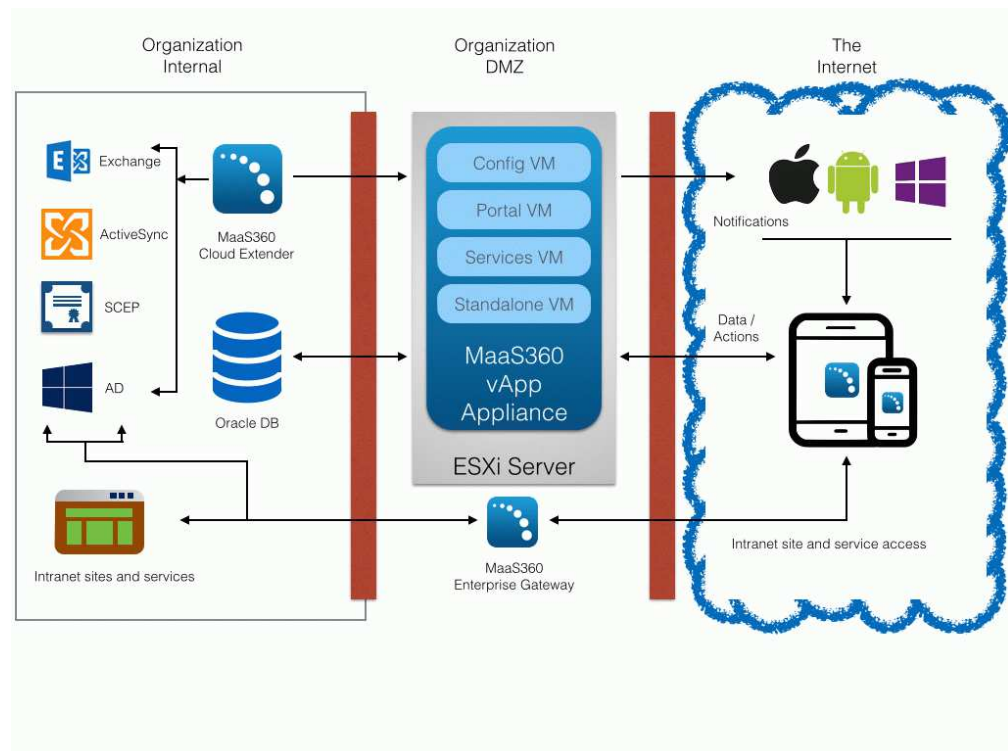 Organization
Internal
Organization
DMZ
The
Internet
Exchange
ActiveSync
SCEP
AD
MaaS360
Cloud Extender
Oracle DB
Intranet sites and services
Config VM
Portal VM
Services VM
Standalone VM
MaaS360
vApp
Appliance
ESXi Server
MaaS360
Enterprise Gateway
Notifications
Data /
Actions
Intranet site and service access